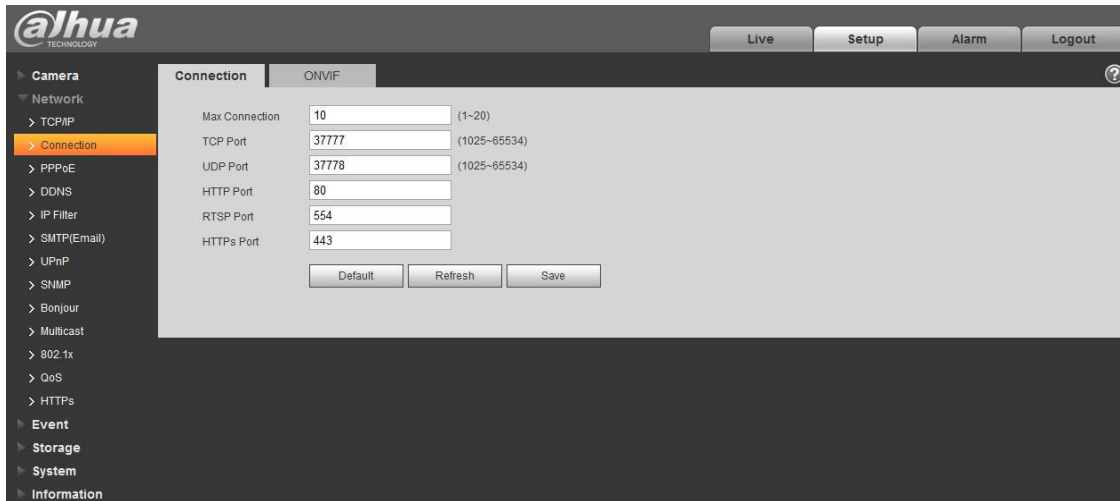 alhua
TECHNOLOGY
Live
Setup
Alarm
Logout
Camera
Network
TCP/IP
Connection
PPPoE
DDNS
IP Filter
SMTP(Email)
UPnP
SNMP
Bonjour
Multicast
802.1x
QoS
HTTPs
Event
Storage
System
Information
Connection
ONVIF
?
Max Connection 10 (1~20)
TCP Port 37777 (1025~65534)
UDP Port 37778 (1025~65534)
HTTP Port 80
RTSP Port 554
HTTPs Port 443
Default Refresh Save